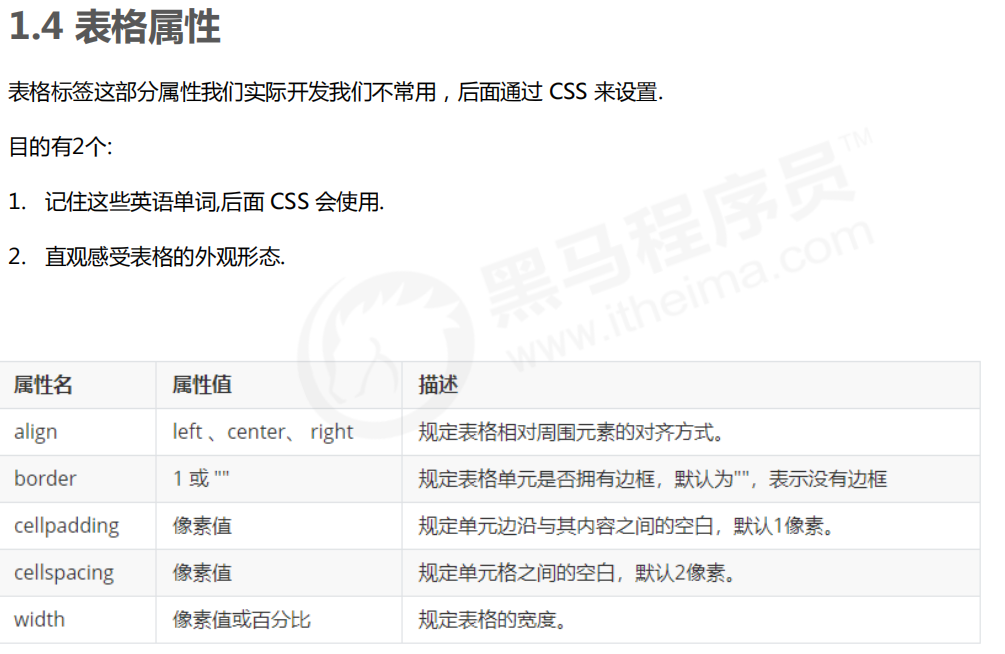 1.4 表格属性
表格标签这部分属性我们实际开发我们不常用，后面通过 CSS 来设置.
目的有2个:
1. 记住这些英语单词,后面 CSS 会使用.
2. 直观感受表格的外观形态.
黑马程序员™
www.itheima.com
属性名 属性值 描述
align left 、center、 right 规定表格相对周围元素的对齐方式。
border 1 或 "" 规定表格单元是否拥有边框，默认为""，表示没有边框
cellpadding 像素值 规定单元边沿与其内容之间的空白，默认1像素。
cellspacing 像素值 规定单元格之间的空白，默认2像素。
width 像素值或百分比 规定表格的宽度。